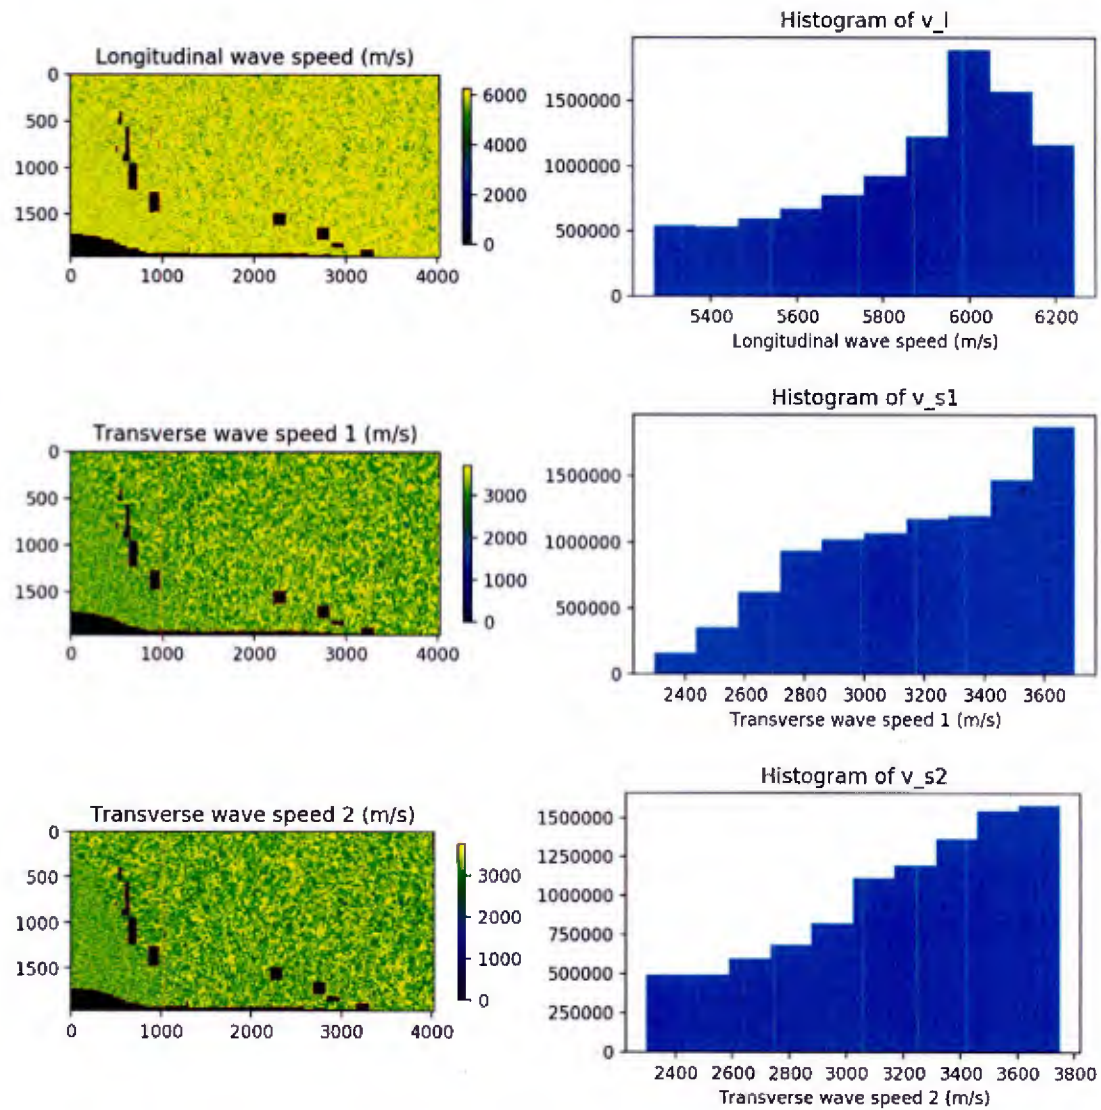 Longitudinal wave speed (m/s)
0
500
1000
1500
0 1000 2000 3000 4000
6000
4000
2000
0
Histogram of v_l
1500000
1000000
500000
0
5400 5600 5800 6000 6200
Longitudinal wave speed (m/s)
Transverse wave speed 1 (m/s)
0
500
1000
1500
0 1000 2000 3000 4000
3000
2000
1000
0
Histogram of v_s1
1500000
1000000
500000
0
2400 2600 2800 3000 3200 3400 3600
Transverse wave speed 1 (m/s)
Transverse wave speed 2 (m/s)
0
500
1000
1500
0 1000 2000 3000 4000
3000
2000
1000
0
Histogram of v_s2
1500000
1250000
1000000
750000
500000
250000
0
2400 2600 2800 3000 3200 3400 3600 3800
Transverse wave speed 2 (m/s)